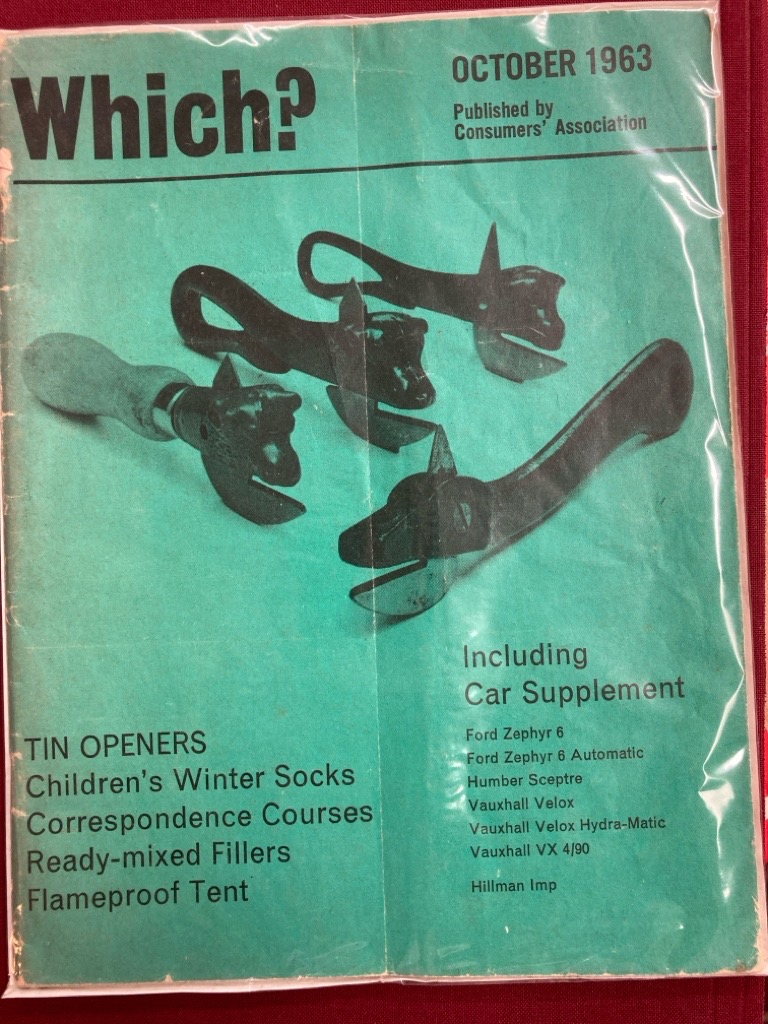 Which?
OCTOBER 1963
Published by
Consumers' Association
Including
Car Supplement
Ford Zephyr 6
Ford Zephyr 6 Automatic
Humber Sceptre
Vauxhall Velox
Vauxhall Velox Hydra-Matic
Vauxhall VX 4/90
Hillman Imp
TIN OPENERS
Children's Winter Socks
Correspondence Courses
Ready-mixed Fillers
Flameproof Tent